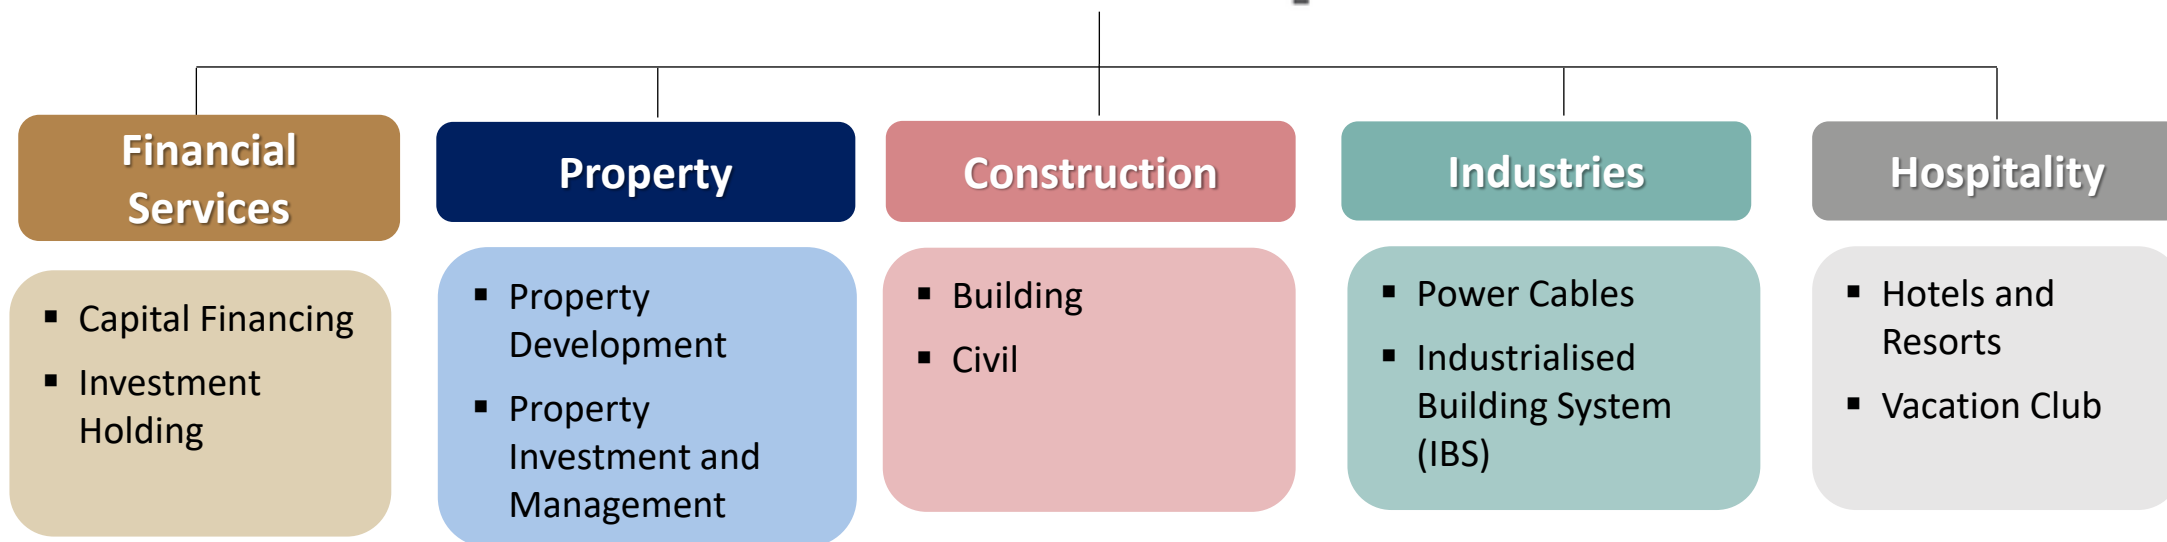 Financial
Services
▪ Capital Financing
▪ Investment
Holding
Property
▪ Property
Development
▪ Property
Investment and
Management
Construction
▪ Building
▪ Civil
Industries
▪ Power Cables
▪ Industrialised
Building System
(IBS)
Hospitality
▪ Hotels and
Resorts
▪ Vacation Club